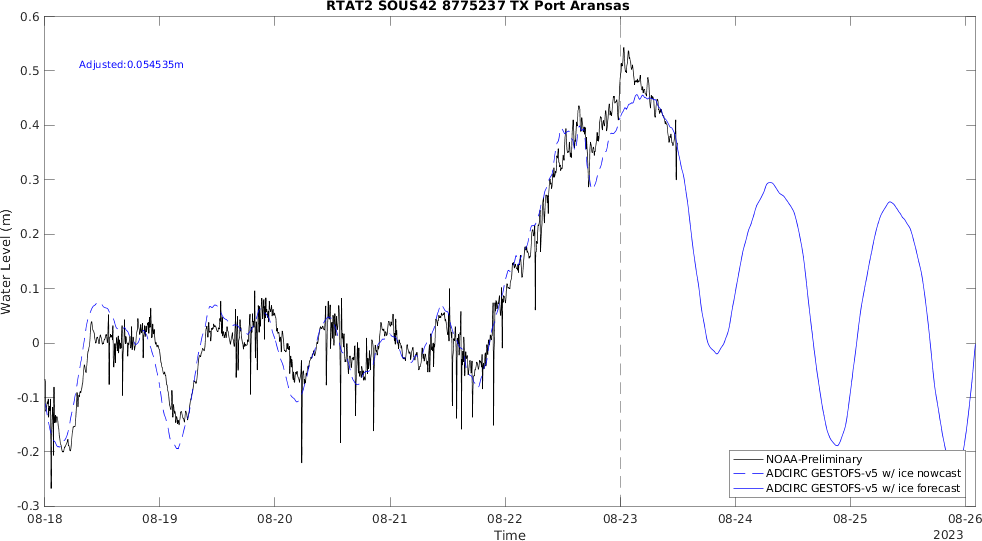 RTAT2 SOUS42 8775237 TX Port Aransas
Adjusted:0.054535m
Water Level (m)
0.6
0.5
0.4
0.3
0.2
0.1
0
-0.1
-0.2
-0.3
NOAA-Preliminary
ADCIRC GESTOFS-v5 w/ ice nowcast
ADCIRC GESTOFS-v5 w/ ice forecast
08-18 08-19 08-20 08-21 08-22 08-23 08-24 08-25 08-26
Time
2023